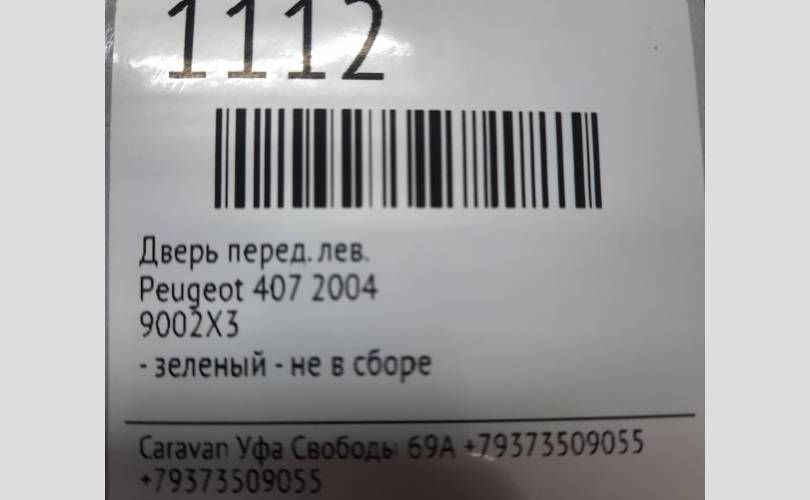 1112
Дверь перед. лев.
Peugeot 407 2004
9002X3
- зеленый - не в сборе
Caravan Уфа Свободы 69А +79373509055
+79373509055